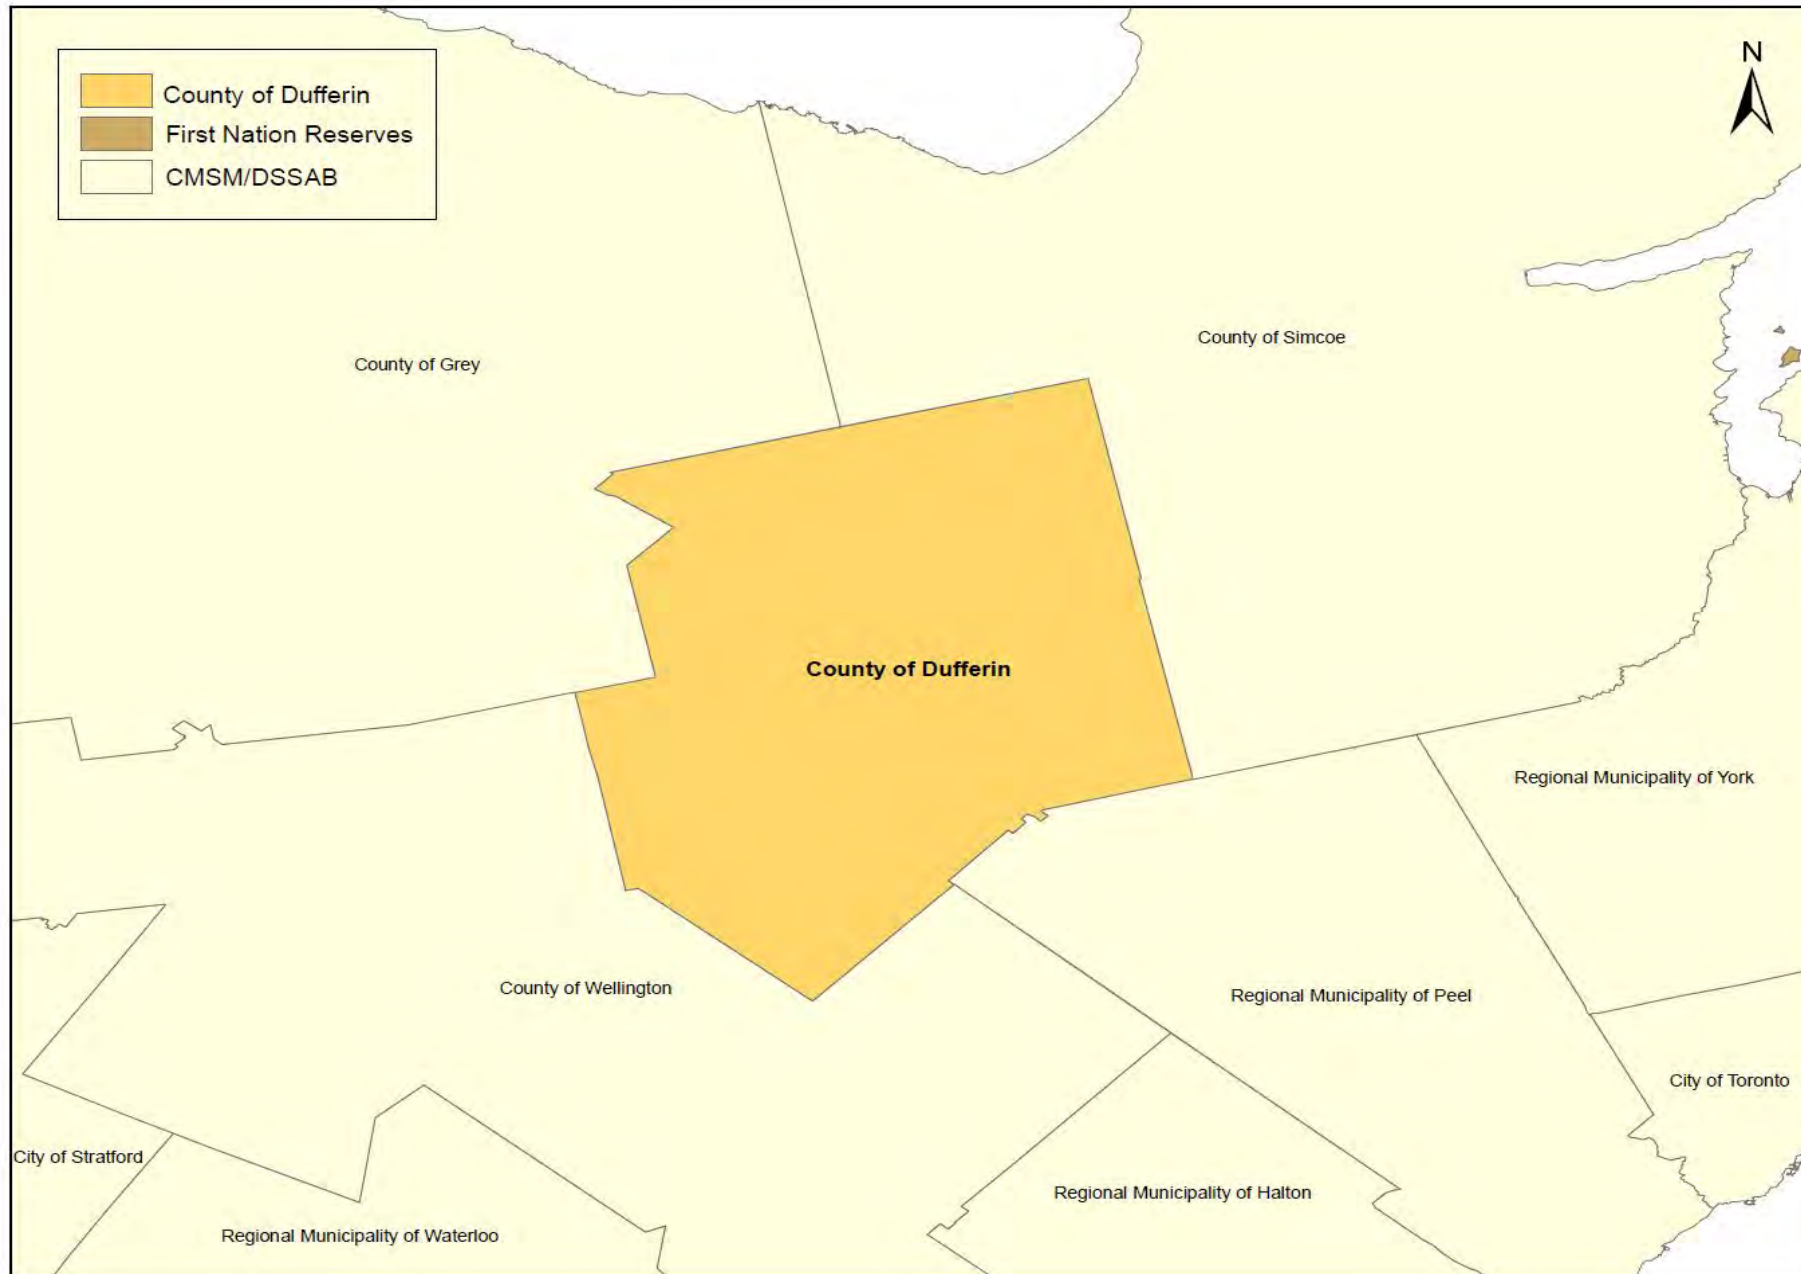 N
County of Dufferin
First Nation Reserves
CMSM/DSSAB
County of Simcoe
County of Grey
County of Dufferin
Regional Municipality of York
County of Wellington
Regional Municipality of Peel
City of Toronto
City of Stratford
Regional Municipality of Halton
Regional Municipality of Waterloo